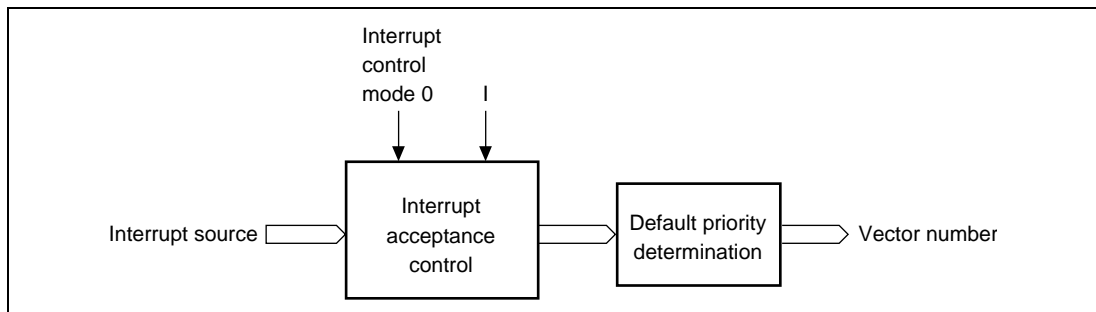 Interrupt
control
mode 0
I
Interrupt source
Interrupt
acceptance
control
Default priority
determination
Vector number